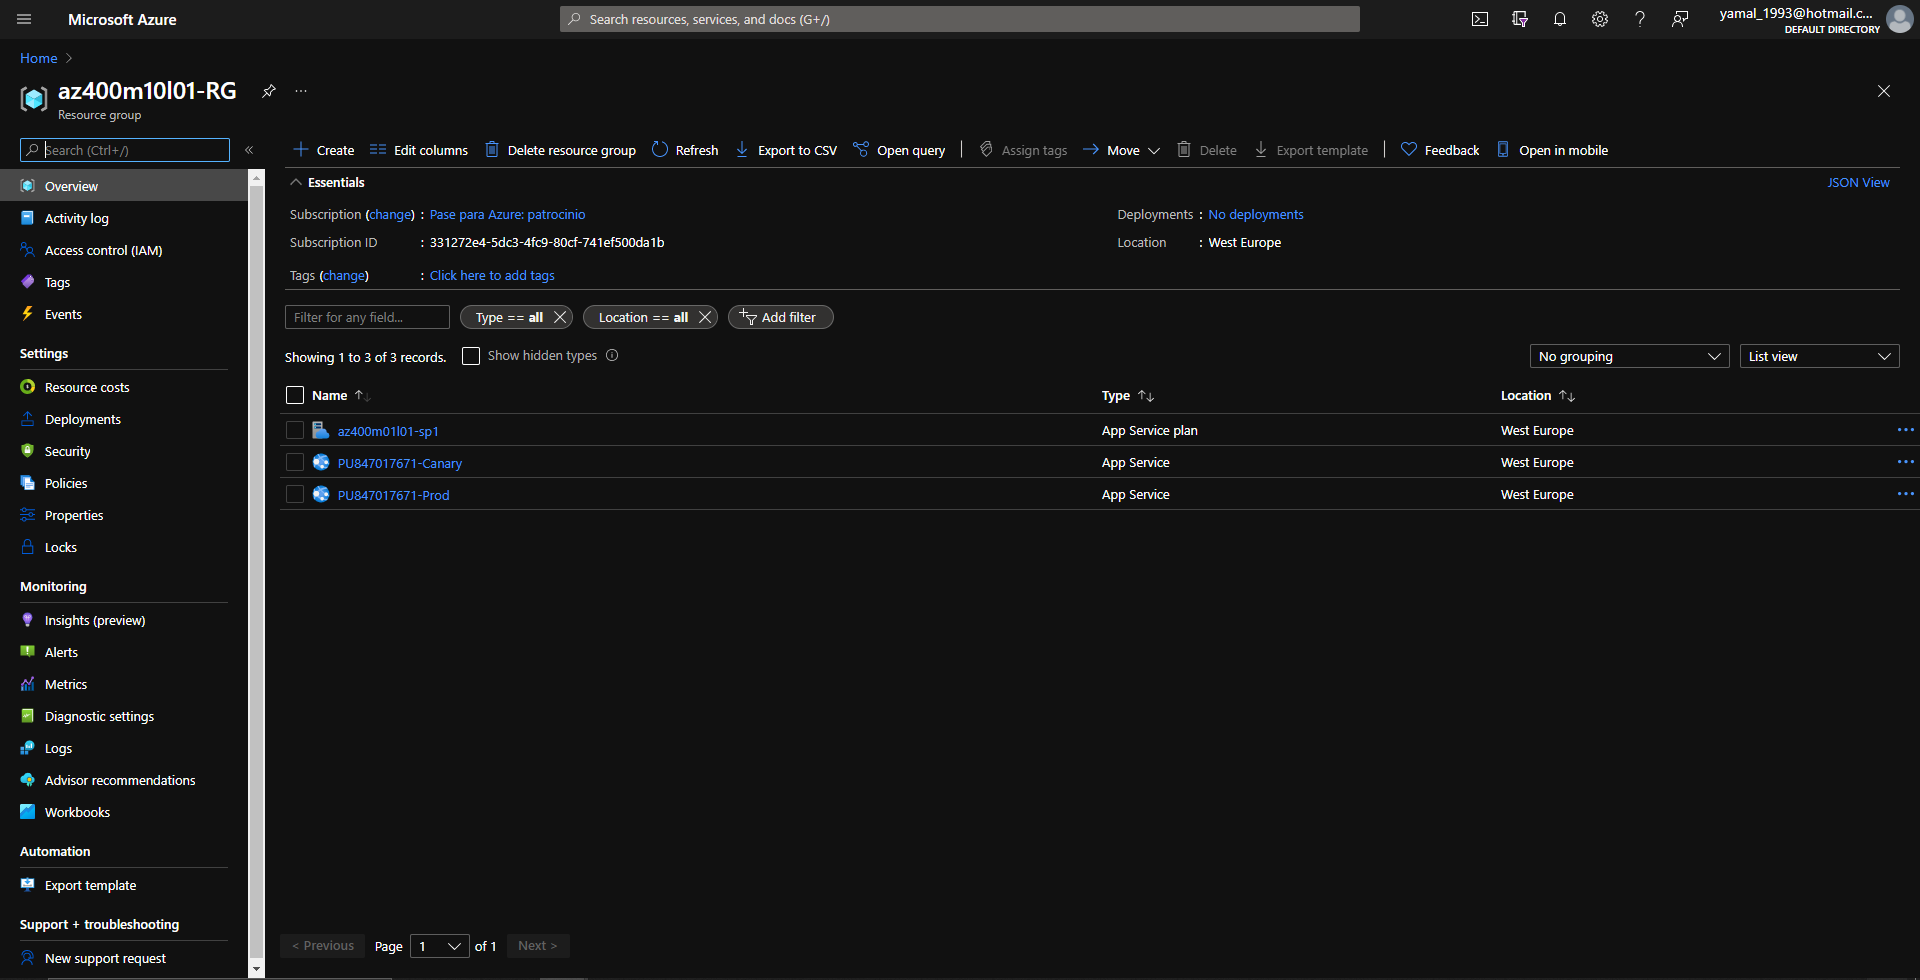 Microsoft Azure
Search resources, services, and docs (G+/)
yamal_1993@hotmail.c...
DEFAULT DIRECTORY
Home
az400m10l01-RG
Resource group
Search (Ctrl+/)
Create
Edit columns
Delete resource group
Refresh
Export to CSV
Open query
Assign tags
Move
Delete
Export template
Feedback
Open in mobile
Overview
Activity log
Access control (IAM)
Tags
Events
Settings
Resource costs
Deployments
Security
Policies
Properties
Locks
Monitoring
Insights (preview)
Alerts
Metrics
Diagnostic settings
Logs
Advisor recommendations
Workbooks
Automation
Export template
Support + troubleshooting
New support request
Essentials
JSON View
Subscription (change) : Pase para Azure: patrocinio
Deployments : No deployments
Subscription ID : 331272e4-5dc3-4fc9-80cf-741ef500da1b
Location : West Europe
Tags (change) : Click here to add tags
Filter for any field...
Type == all
Location == all
Add filter
Showing 1 to 3 of 3 records.
Show hidden types
No grouping
List view
Name Type Location
az400m01l01-sp1 App Service plan West Europe
PU847017671-Canary App Service West Europe
PU847017671-Prod App Service West Europe
< Previous Page 1 of 1 Next >